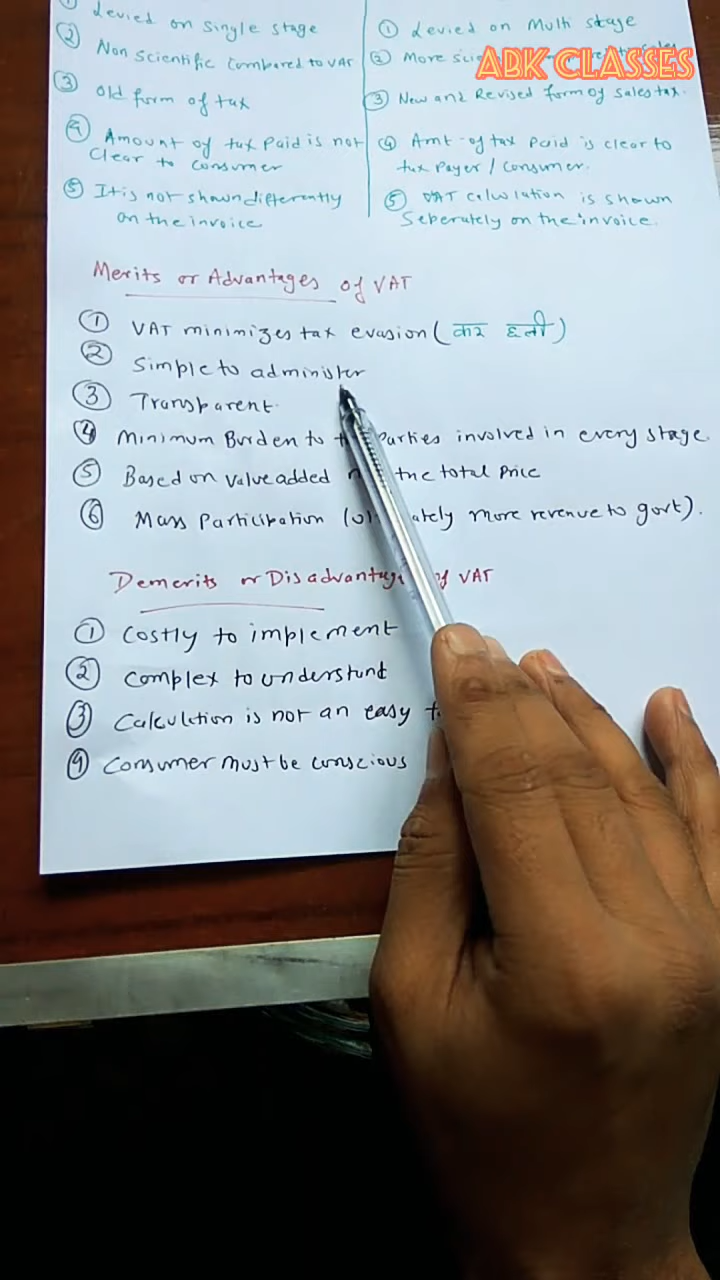 ① Levied on single stage
② Non scientific compared to VAT
③ Old form of tax
④ Amount of tax paid is not
clear to consumer
⑤ It is not shown differently
on the invoice
① Levied on Multi stage
② More
ABK CLASSES
③ New and Revised form of sales tax.
④ Amt. of tax paid is clear to
tax payer / consumer.
⑤ VAT calculation is shown
Seperately on the invoice.
Merits or Advantages of VAT
① VAT minimizes tax evasion (कर छली)
② Simple to administer
③ Transparent.
④ Minimum Burden to Parties involved in every stage.
⑤ Based on value added the total Price
⑥ Mass Participation more revenue to govt).
Demerits or of VAT
① Costly to implement
② Complex to understand
③ Calculation is not an easy
④ Consumer must be conscious